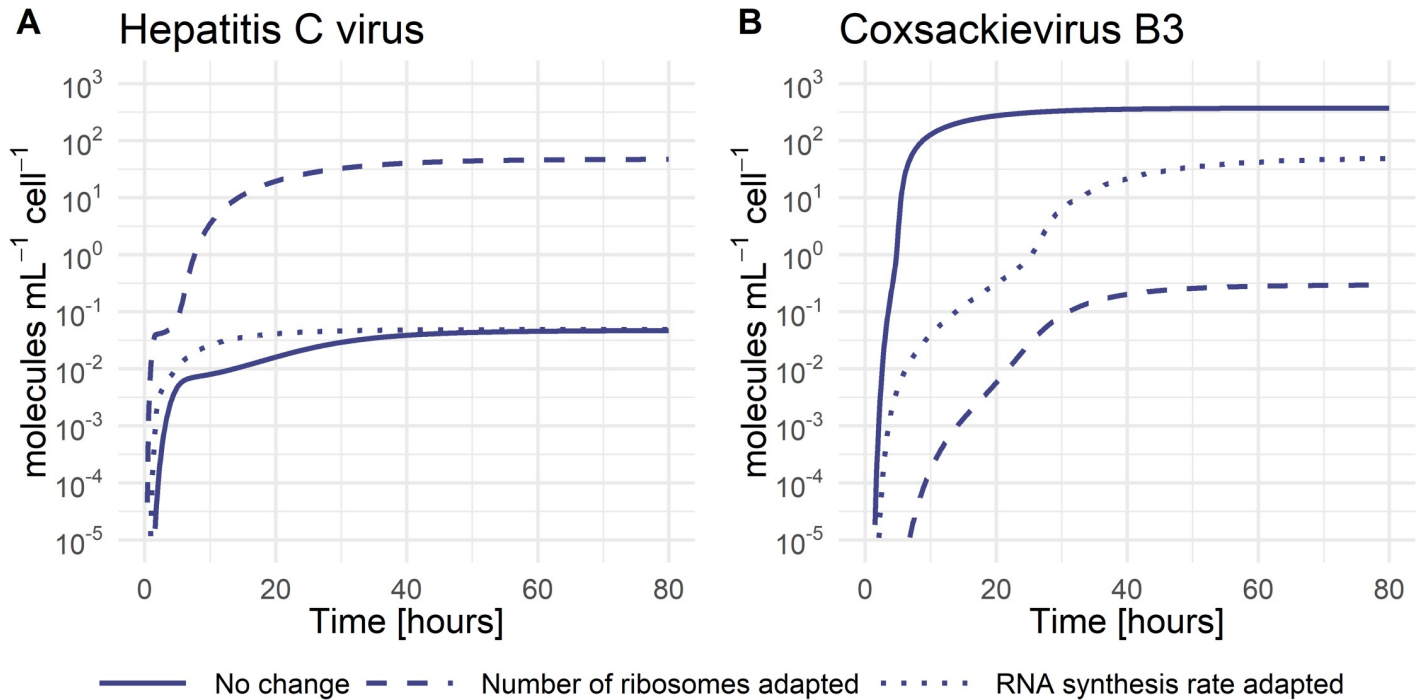 A Hepatitis C virus
molecules mL⁻¹ cell⁻¹
10³
10²
10¹
10⁰
10⁻¹
10⁻²
10⁻³
10⁻⁴
10⁻⁵
0 20 40 60 80
Time [hours]
B Coxsackievirus B3
molecules mL⁻¹ cell⁻¹
10³
10²
10¹
10⁰
10⁻¹
10⁻²
10⁻³
10⁻⁴
10⁻⁵
0 20 40 60 80
Time [hours]
No change Number of ribosomes adapted RNA synthesis rate adapted